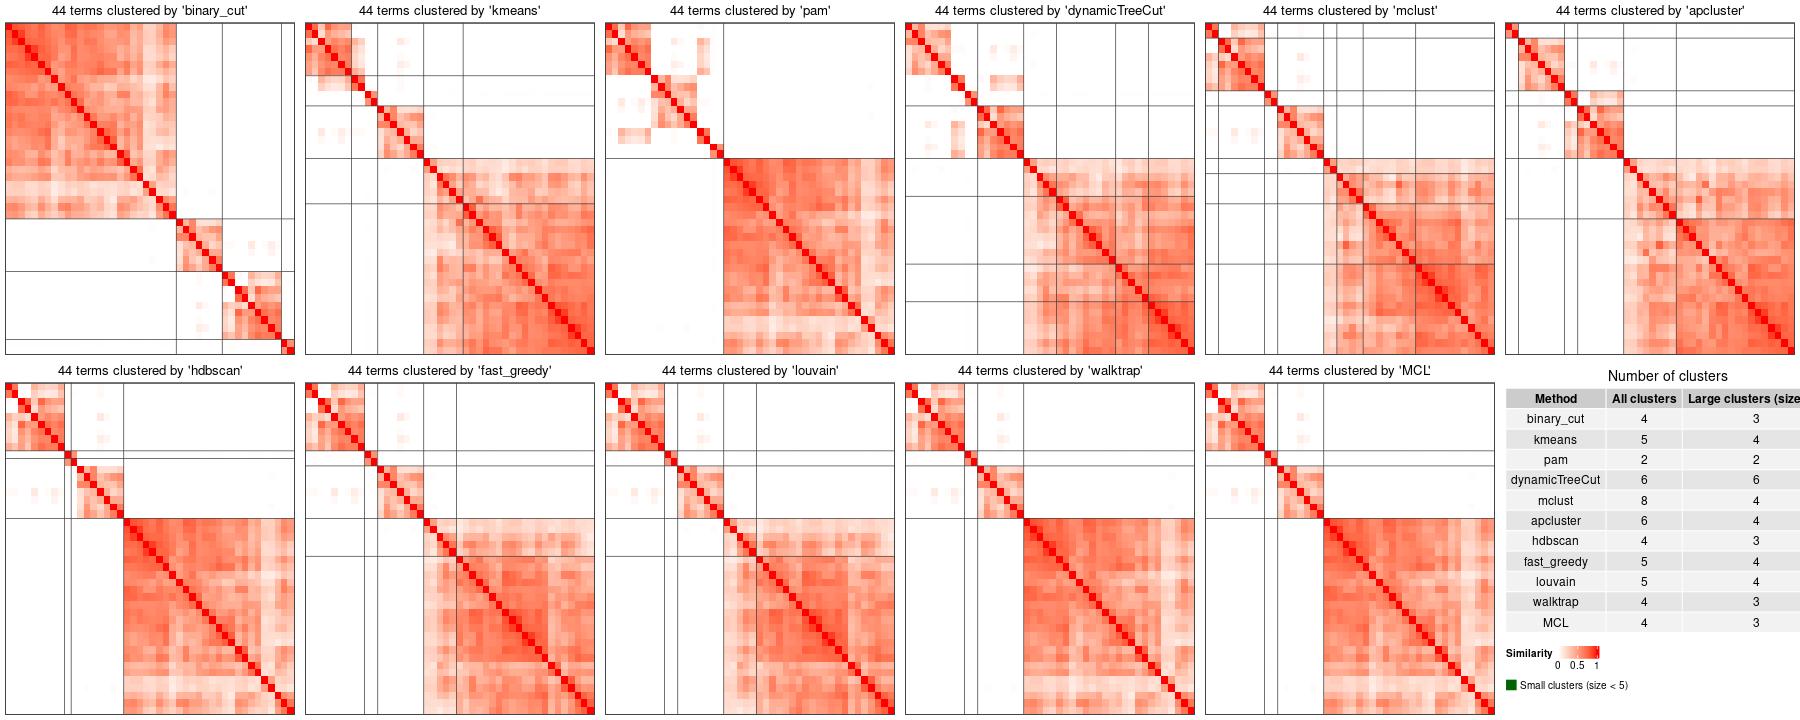 44 terms clustered by 'binary_cut'
44 terms clustered by 'kmeans'
44 terms clustered by 'pam'
44 terms clustered by 'dynamicTreeCut'
44 terms clustered by 'mclust'
44 terms clustered by 'apcluster'
44 terms clustered by 'hdbscan'
44 terms clustered by 'fast_greedy'
44 terms clustered by 'louvain'
44 terms clustered by 'walktrap'
44 terms clustered by 'MCL'
Number of clusters
Method All clusters Large clusters (size
binary_cut 4 3
kmeans 5 4
pam 2 2
dynamicTreeCut 6 6
mclust 8 4
apcluster 6 4
hdbscan 4 3
fast_greedy 5 4
louvain 5 4
walktrap 4 3
MCL 4 3
Similarity
0 0.5 1
Small clusters (size < 5)